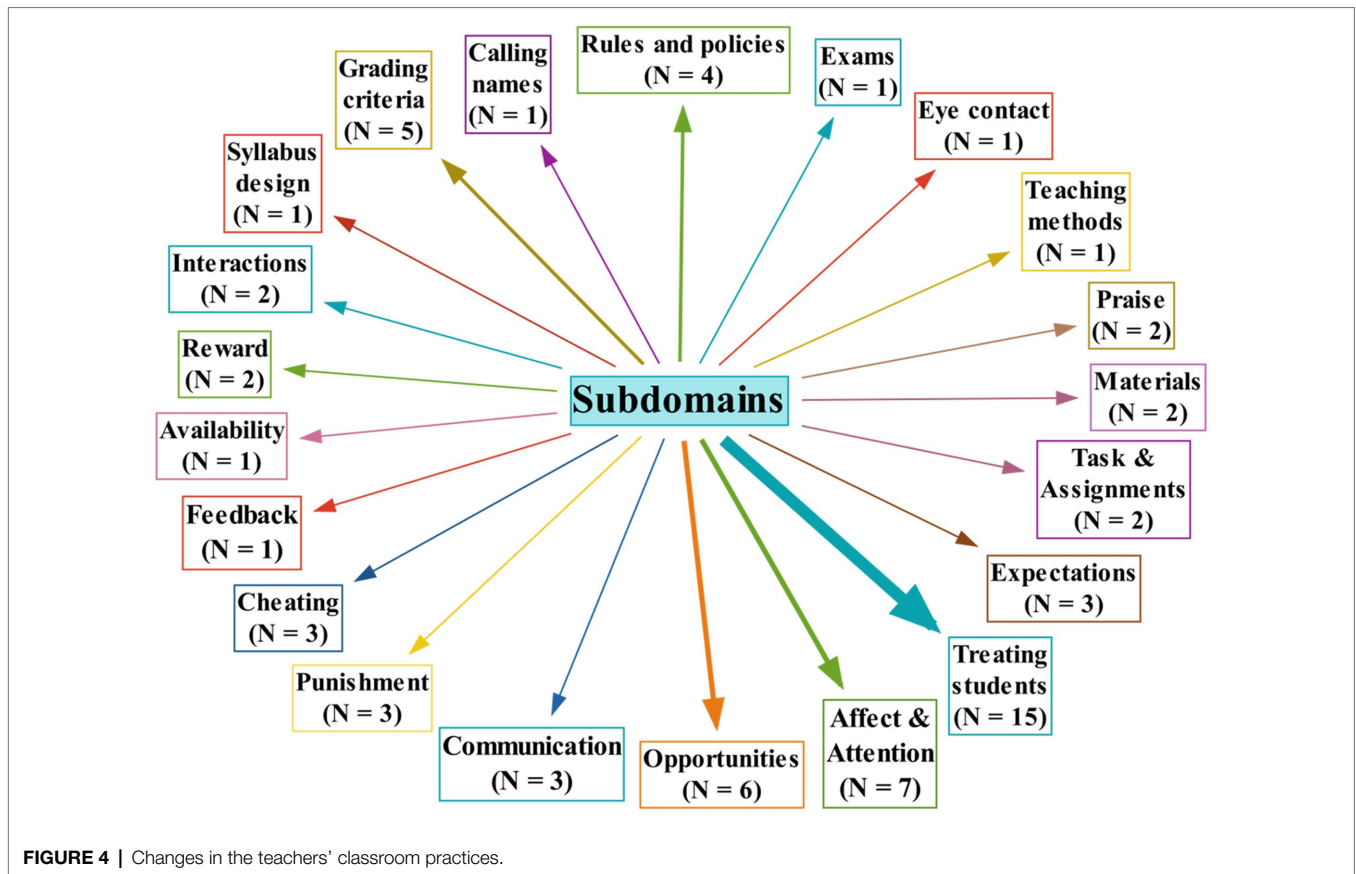 Rules and policies
(N = 4)
Exams
(N = 1)
Eye contact
(N = 1)
Teaching
methods
(N = 1)
Praise
(N = 2)
Materials
(N = 2)
Task &
Assignments
(N = 2)
Expectations
(N = 3)
Treating
students
(N = 15)
Affect &
Attention
(N = 7)
Opportunities
(N = 6)
Communication
(N = 3)
Punishment
(N = 3)
Cheating
(N = 3)
Feedback
(N = 1)
Availability
(N = 1)
Reward
(N = 2)
Interactions
(N = 2)
Syllabus
design
(N = 1)
Grading
criteria
(N = 5)
Calling
names
(N = 1)
Subdomains
FIGURE 4 | Changes in the teachers’ classroom practices.